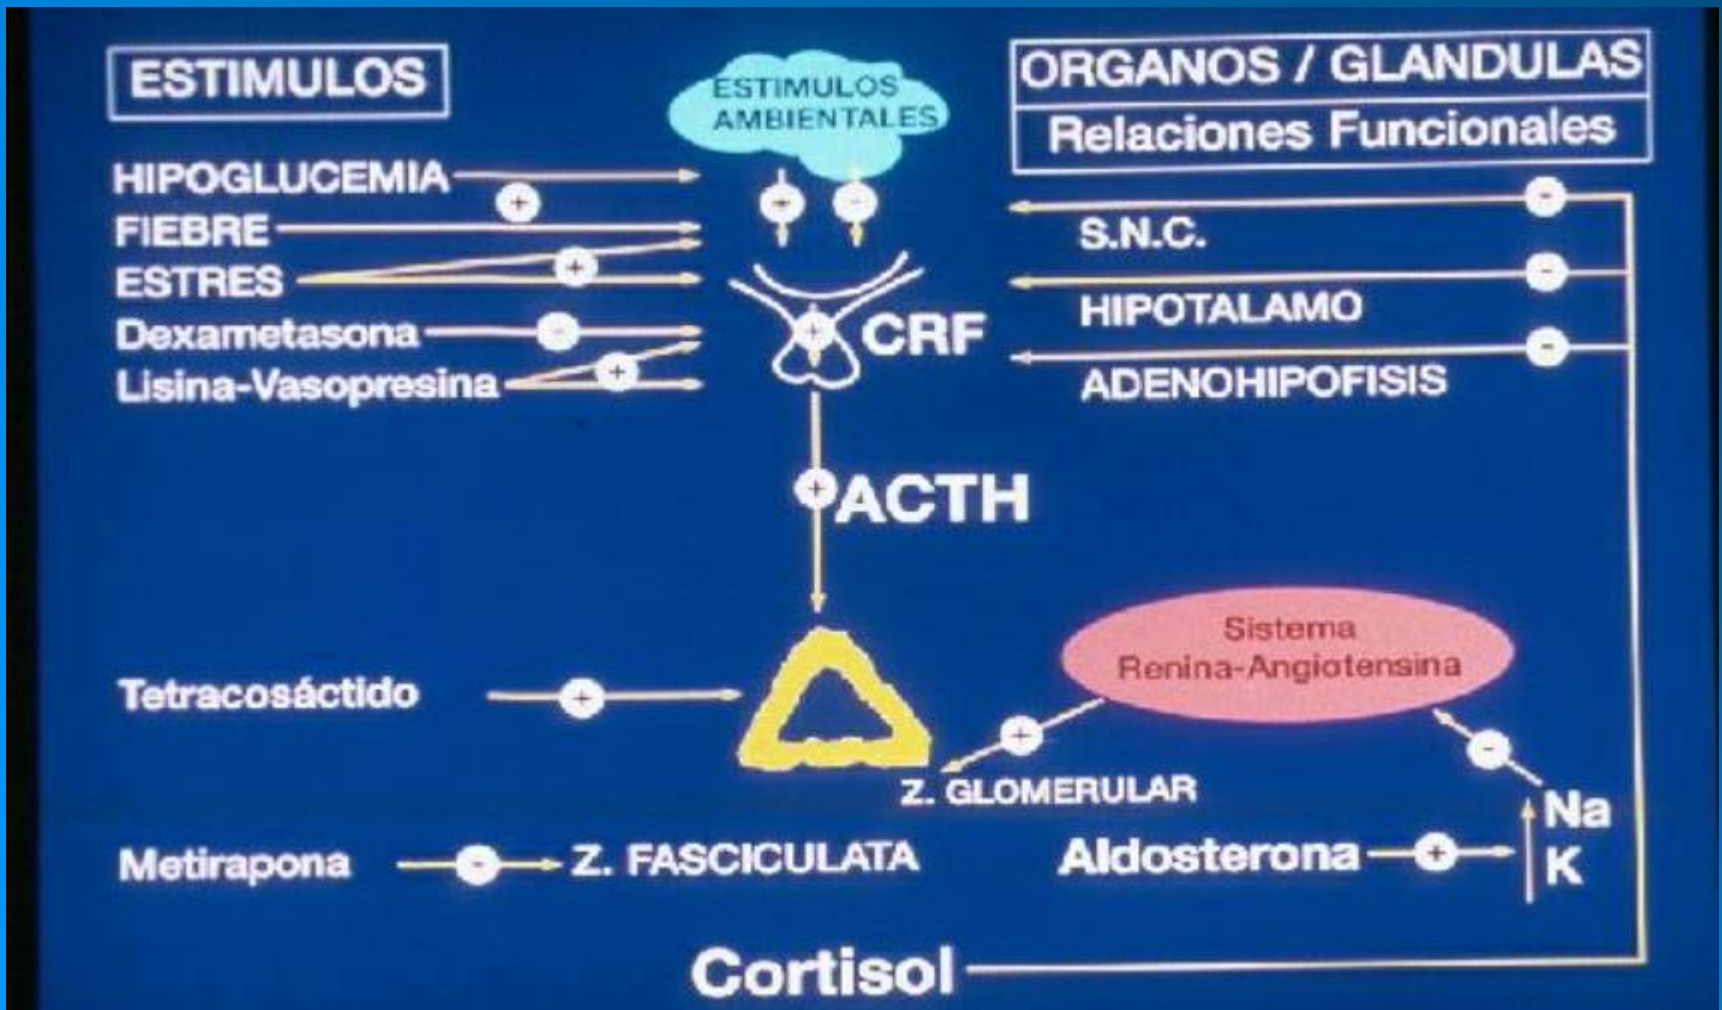 ESTIMULOS
ESTIMULOS
AMBIENTALES
ORGANOS / GLANDULAS
Relaciones Funcionales
HIPOGLUCEMIA
+
+
-
-
FIEBRE
S.N.C.
ESTRES
+
-
HIPOTALAMO
Dexametasona
-
+
CRF
-
Lisina-Vasopresina
+
ADENOHIPOFISIS
+
ACTH
Sistema
Renina-Angiotensina
Tetracosáctido
+
+
-
Z. GLOMERULAR
Na
Metirapona
-
Z. FASCICULATA
Aldosterona
+
K
Cortisol